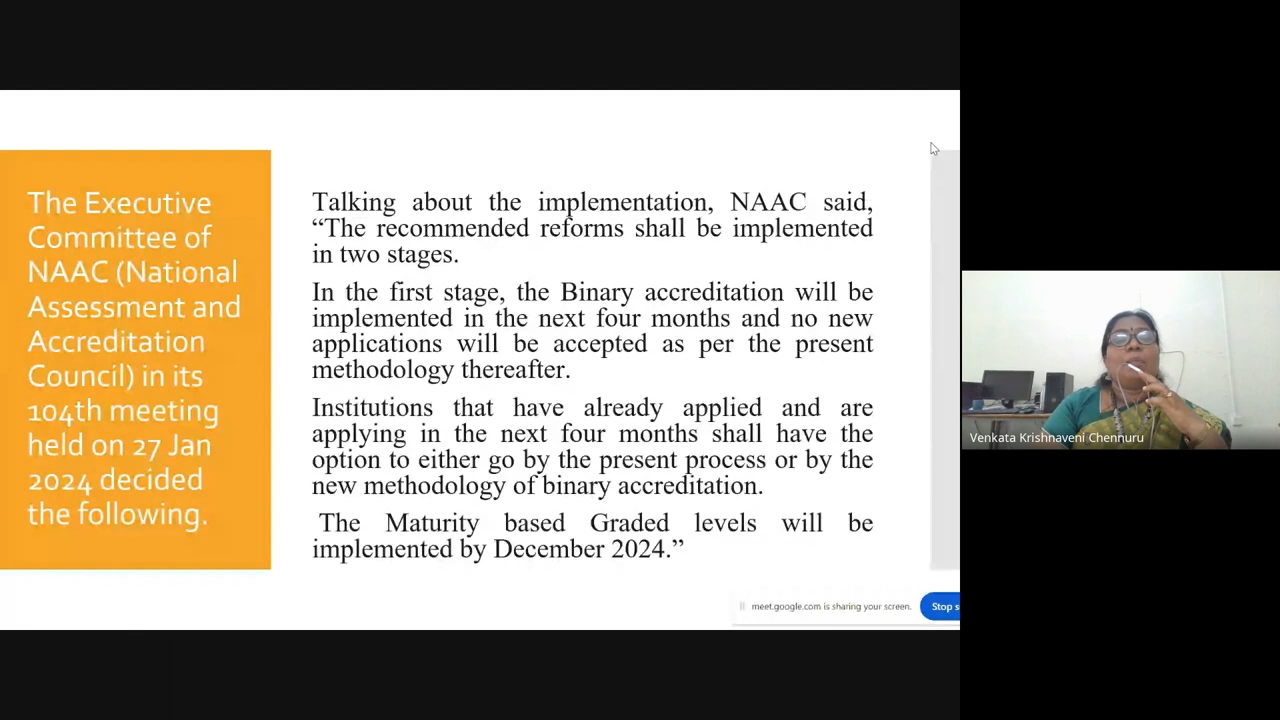 The Executive
Committee of
NAAC (National
Assessment and
Accreditation
Council) in its
104th meeting
held on 27 Jan
2024 decided
the following.
Talking about the implementation, NAAC said,
“The recommended reforms shall be implemented
in two stages.
In the first stage, the Binary accreditation will be
implemented in the next four months and no new
applications will be accepted as per the present
methodology thereafter.
Institutions that have already applied and are
applying in the next four months shall have the
option to either go by the present process or by the
new methodology of binary accreditation.
The Maturity based Graded levels will be
implemented by December 2024.”
meet.google.com is sharing your screen.
Stop s
Venkata Krishnaveni Chennuru